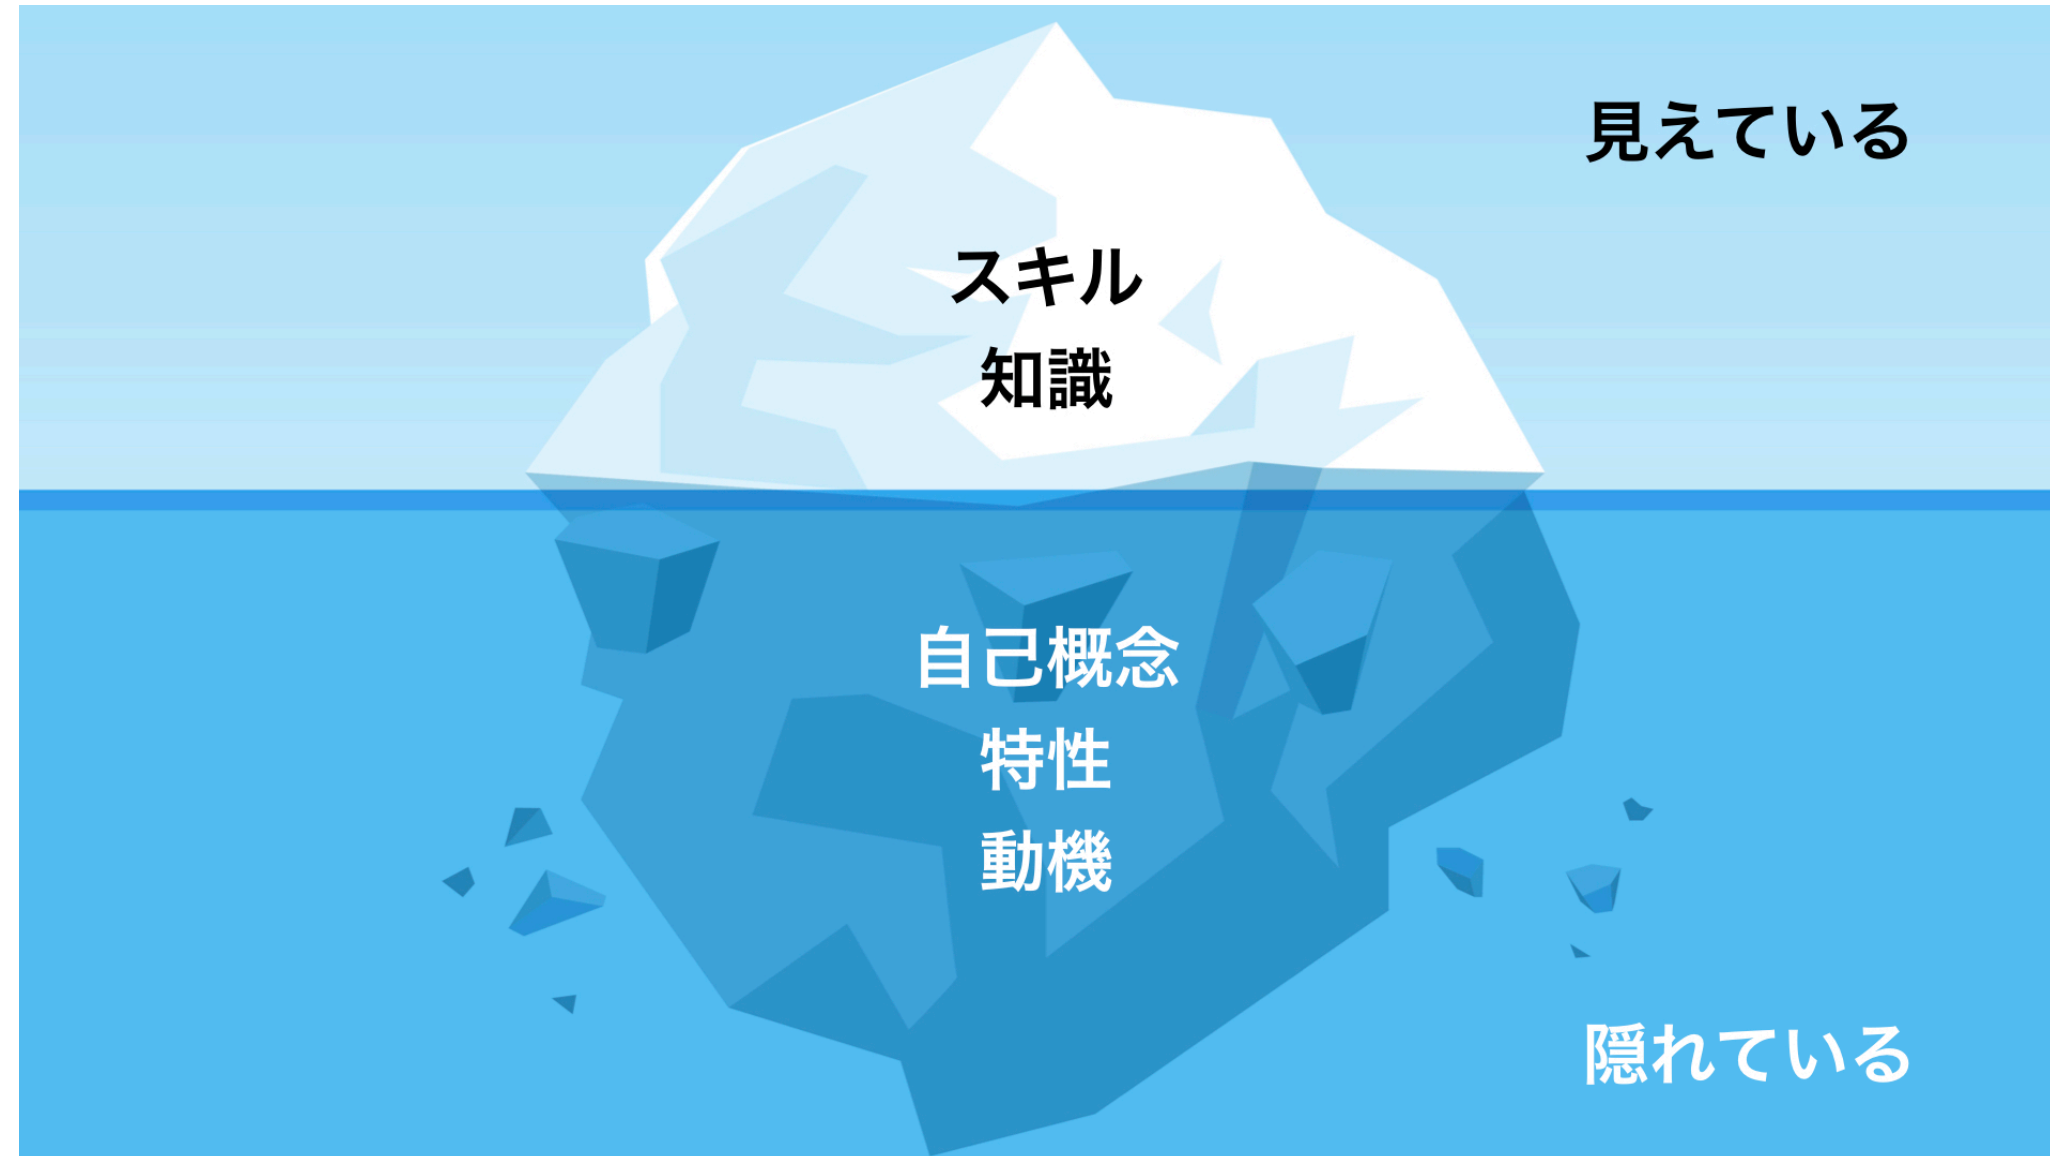 見えている
スキル
知識
自己概念
特性
動機
隠れている